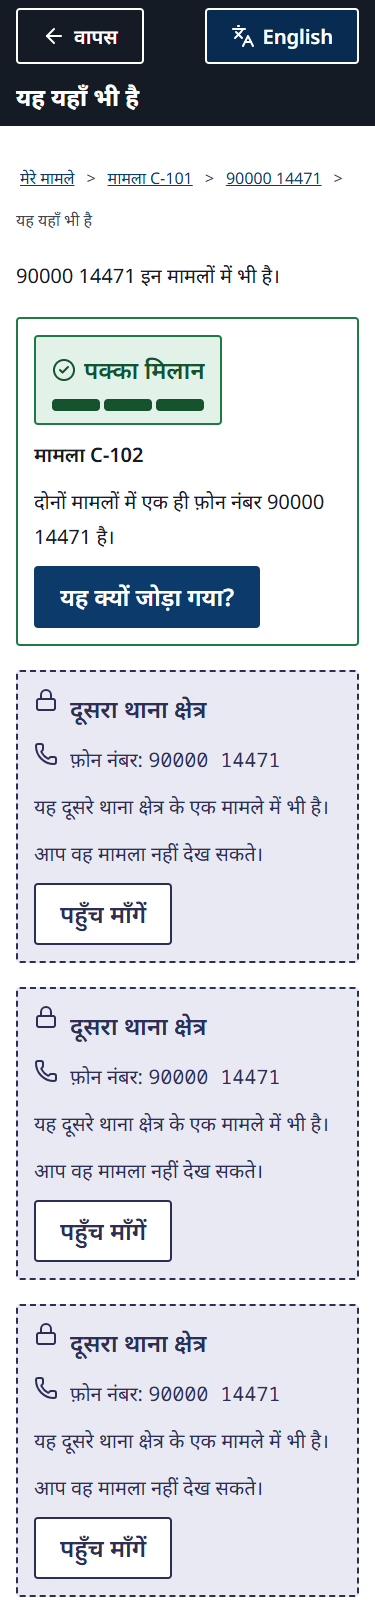 ← वापस
English
यह यहाँ भी है
मेरे मामले > मामला C-101 > 90000 14471 >
यह यहाँ भी है
90000 14471 इन मामलों में भी है।
पक्का मिलान
मामला C-102
दोनों मामलों में एक ही फ़ोन नंबर 90000
14471 है।
यह क्यों जोड़ा गया?
दूसरा थाना क्षेत्र
फ़ोन नंबर: 90000 14471
यह दूसरे थाना क्षेत्र के एक मामले में भी है।
आप वह मामला नहीं देख सकते।
पहुँच माँगें
दूसरा थाना क्षेत्र
फ़ोन नंबर: 90000 14471
यह दूसरे थाना क्षेत्र के एक मामले में भी है।
आप वह मामला नहीं देख सकते।
पहुँच माँगें
दूसरा थाना क्षेत्र
फ़ोन नंबर: 90000 14471
यह दूसरे थाना क्षेत्र के एक मामले में भी है।
आप वह मामला नहीं देख सकते।
पहुँच माँगें